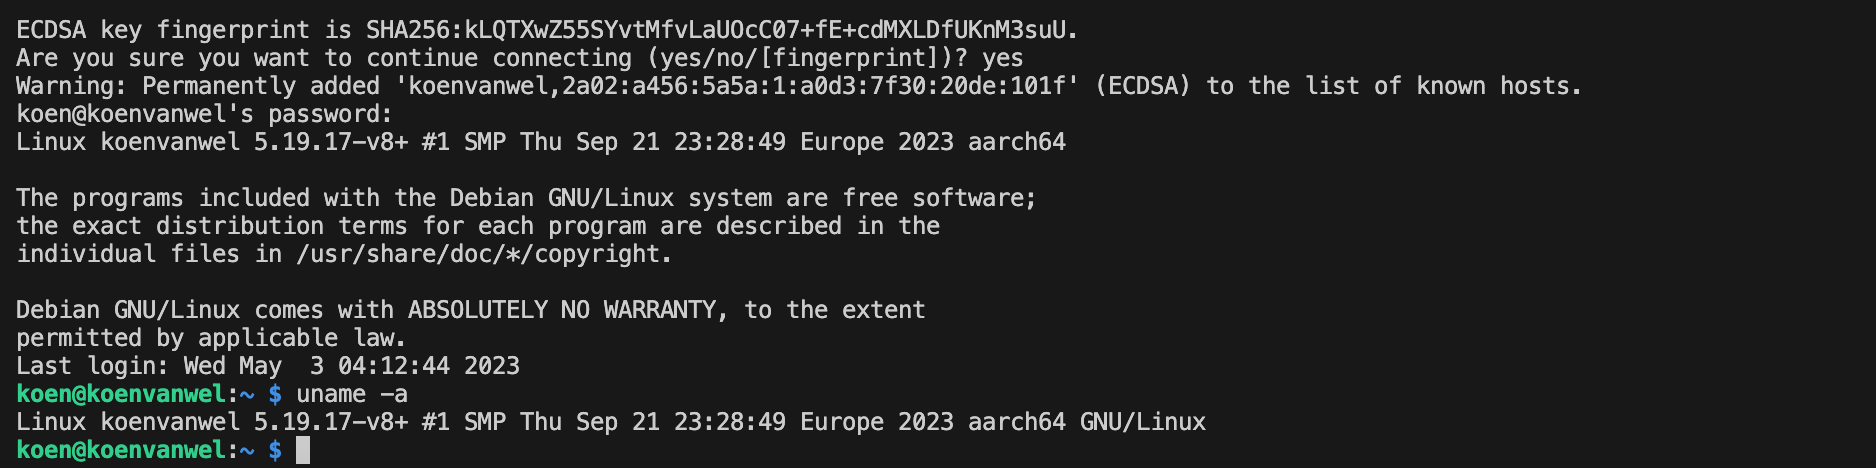 ECDSA key fingerprint is SHA256:kLQTXwZ55SYvtMfvLaUOcC07+fE+cdMXLDfUKnM3suU.
Are you sure you want to continue connecting (yes/no/[fingerprint])? yes
Warning: Permanently added 'koenvanwel,2a02:a456:5a5a:1:a0d3:7f30:20de:101f' (ECDSA) to the list of known hosts.
koen@koenvanwel's password:
Linux koenvanwel 5.19.17-v8+ #1 SMP Thu Sep 21 23:28:49 Europe 2023 aarch64
The programs included with the Debian GNU/Linux system are free software;
the exact distribution terms for each program are described in the
individual files in /usr/share/doc/*/copyright.
Debian GNU/Linux comes with ABSOLUTELY NO WARRANTY, to the extent
permitted by applicable law.
Last login: Wed May  3 04:12:44 2023
koen@koenvanwel:~ $ uname -a
Linux koenvanwel 5.19.17-v8+ #1 SMP Thu Sep 21 23:28:49 Europe 2023 aarch64 GNU/Linux
koen@koenvanwel:~ $